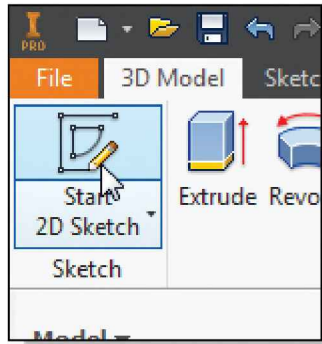 PRO
File 3D Model Sketc
Start Extrude Revo
2D Sketch
Sketch
Model